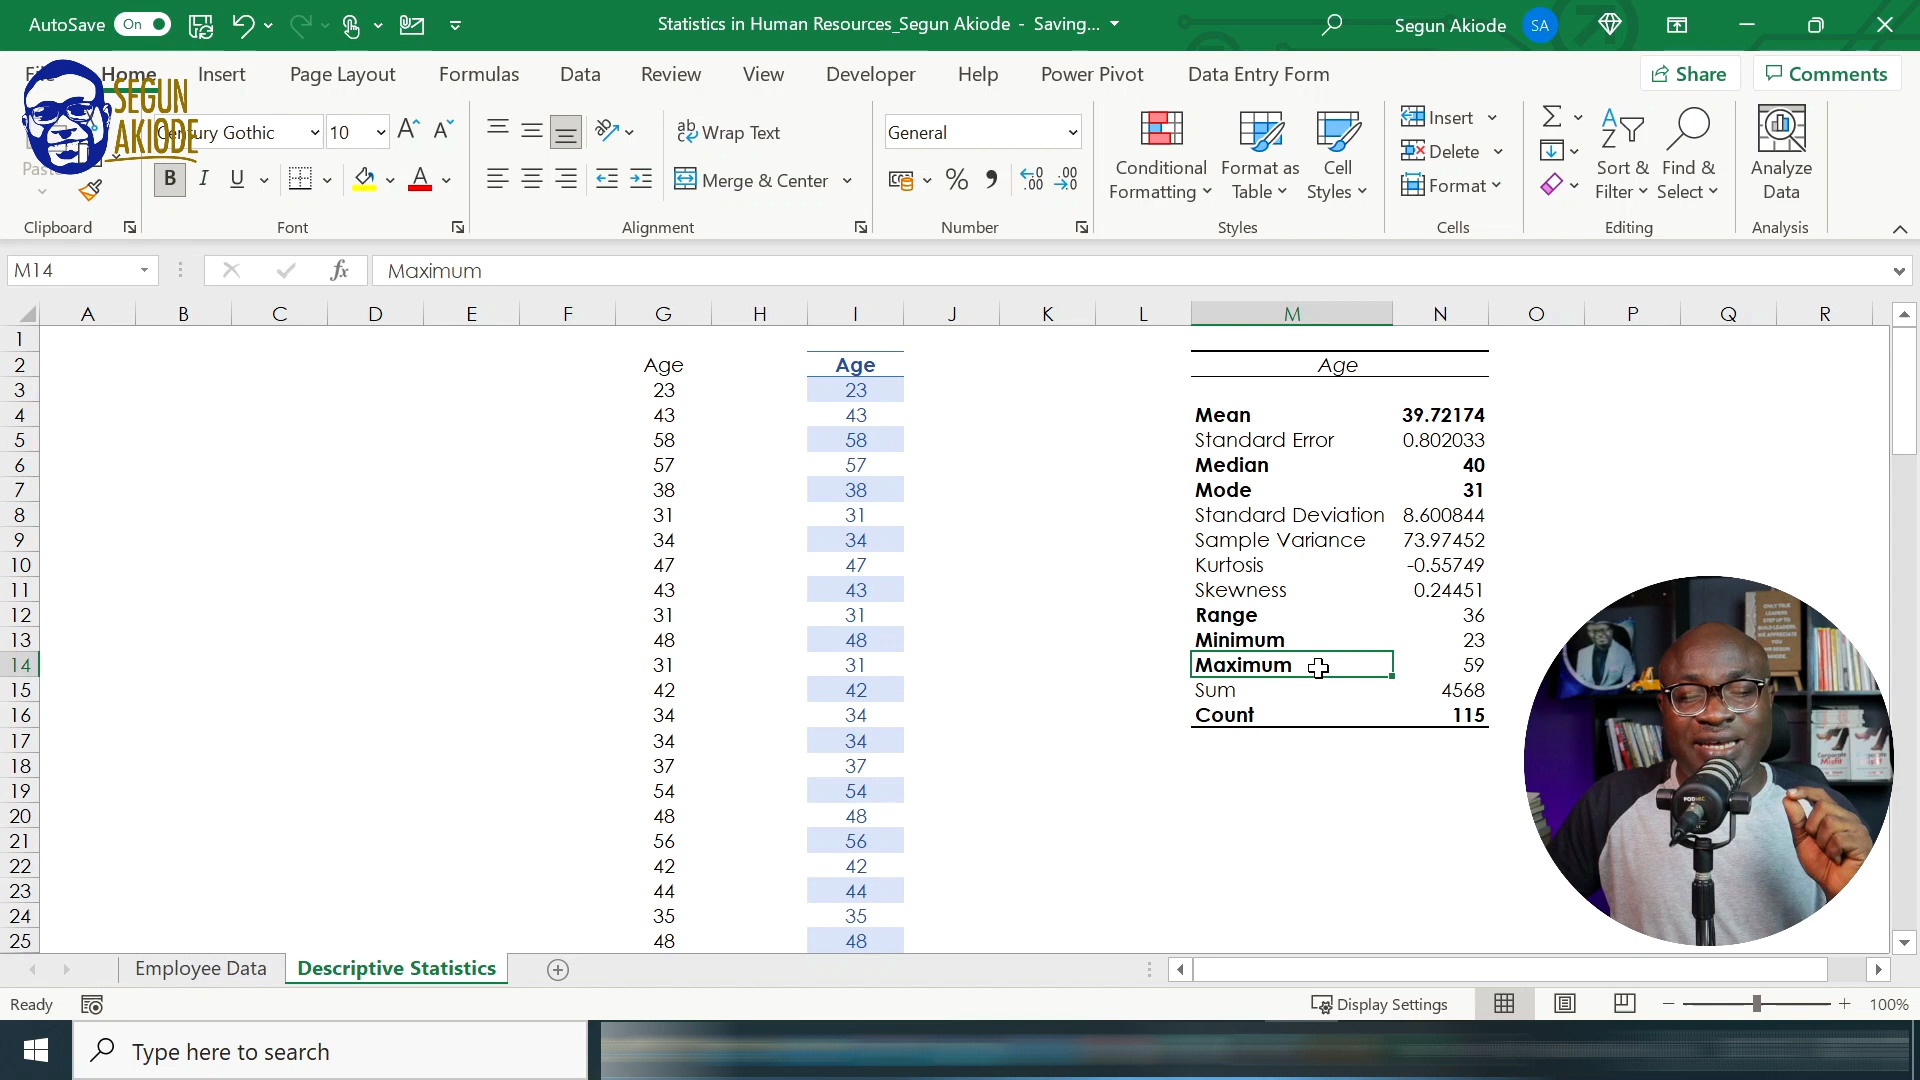 AutoSave On Statistics in Human Resources_Segun Akiode - Saving... Segun Akiode SA
Home Insert Page Layout Formulas Data Review View Developer Help Power Pivot Data Entry Form Share Comments
SEGUN AKIODE
Century Gothic 10 Wrap Text General Insert
Merge & Center Delete
Format
Conditional Formatting Format as Table Cell Styles Sort & Filter Find & Select Analyze Data
Clipboard Font Alignment Number Styles Cells Editing Analysis
M14 fx Maximum
A B C D E F G H I J K L M N O P Q R
1
2 Age Age Age
3 23 23
4 43 43 Mean 39.72174
5 58 58 Standard Error 0.802033
6 57 57 Median 40
7 38 38 Mode 31
8 31 31 Standard Deviation 8.600844
9 34 34 Sample Variance 73.97452
10 47 47 Kurtosis -0.55749
11 43 43 Skewness 0.24451
12 31 31 Range 36
13 48 48 Minimum 23
14 31 31 Maximum 59
15 42 42 Sum 4568
16 34 34 Count 115
17 34 34
18 37 37
19 54 54
20 48 48
21 56 56
22 42 42
23 44 44
24 35 35
25 48 48
Employee Data Descriptive Statistics
Ready Display Settings 100%
Type here to search